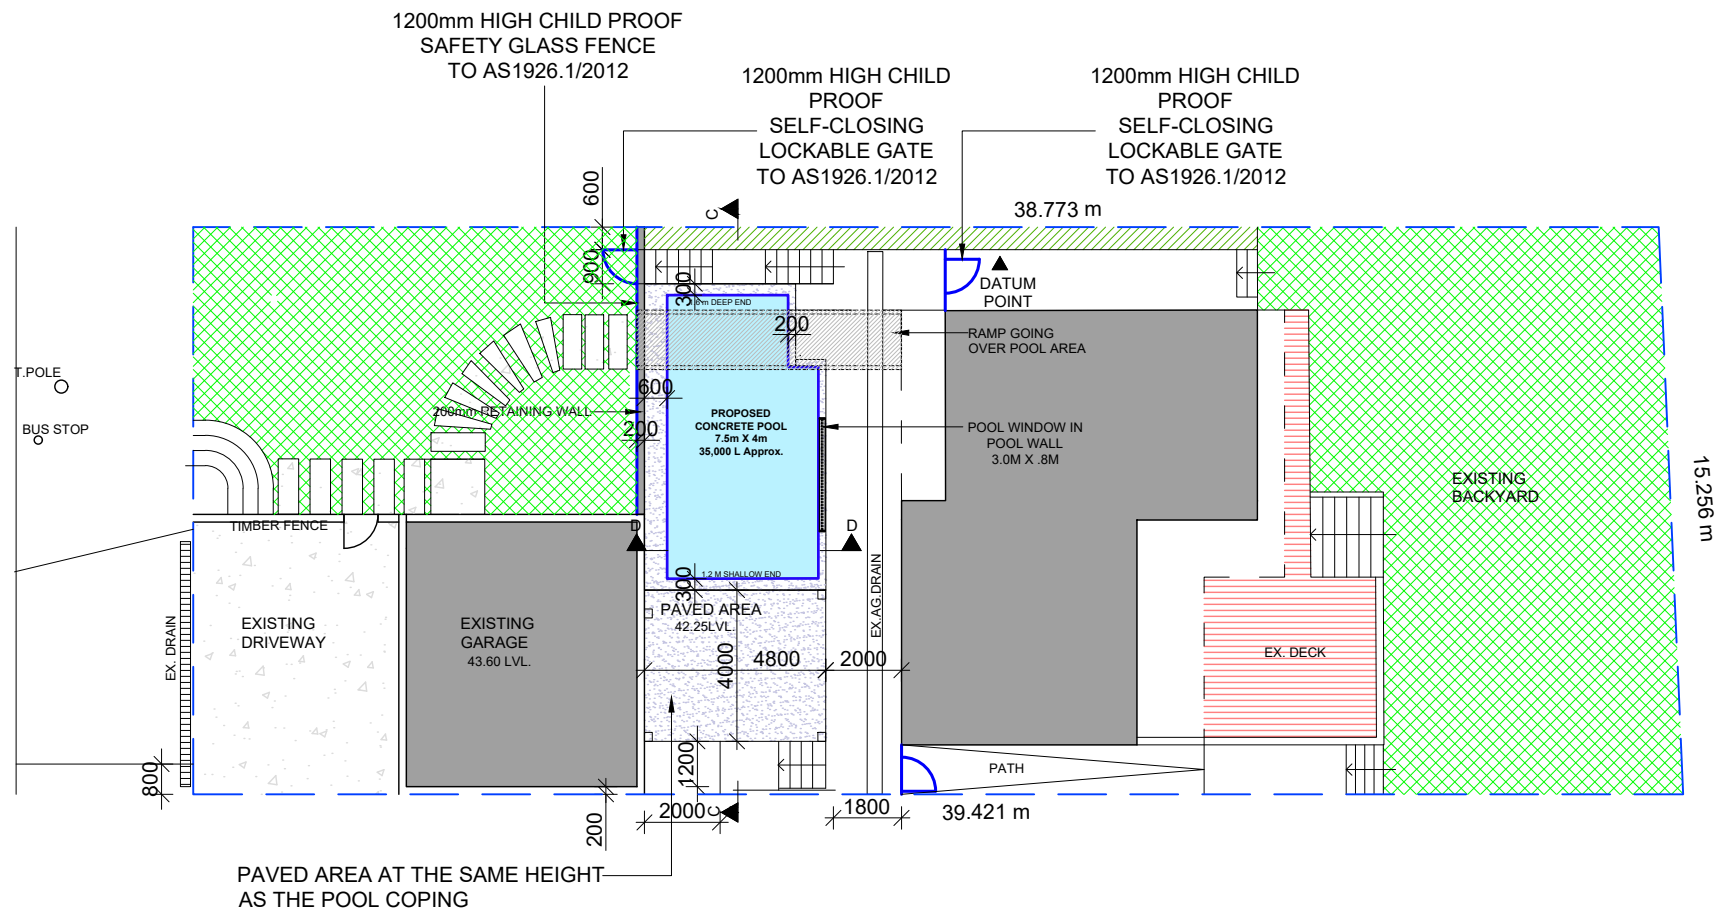 1200mm HIGH CHILD PROOF
SAFETY GLASS FENCE
TO AS1926.1/2012
1200mm HIGH CHILD
PROOF
SELF-CLOSING
LOCKABLE GATE
TO AS1926.1/2012
1200mm HIGH CHILD
PROOF
SELF-CLOSING
LOCKABLE GATE
TO AS1926.1/2012
600
C
38.773 m
900
300
DATUM
POINT
m DEEP END
200
RAMP GOING
OVER POOL AREA
T.POLE
BUS STOP
600
200mm RETAINING WALL
200
PROPOSED
CONCRETE POOL
7.5m X 4m
35,000 L Approx.
POOL WINDOW IN
POOL WALL
3.0M X .8M
EXISTING
BACKYARD
15.256 m
TIMBER FENCE
D
D
1.2 M SHALLOW END
300
EX. DRAIN
EXISTING
DRIVEWAY
EXISTING
GARAGE
43.60 LVL.
PAVED AREA
42.25LVL.
EX.AG.DRAIN
4000
4800
2000
EX. DECK
800
200
1200
2000
C
1800
PATH
39.421 m
PAVED AREA AT THE SAME HEIGHT
AS THE POOL COPING